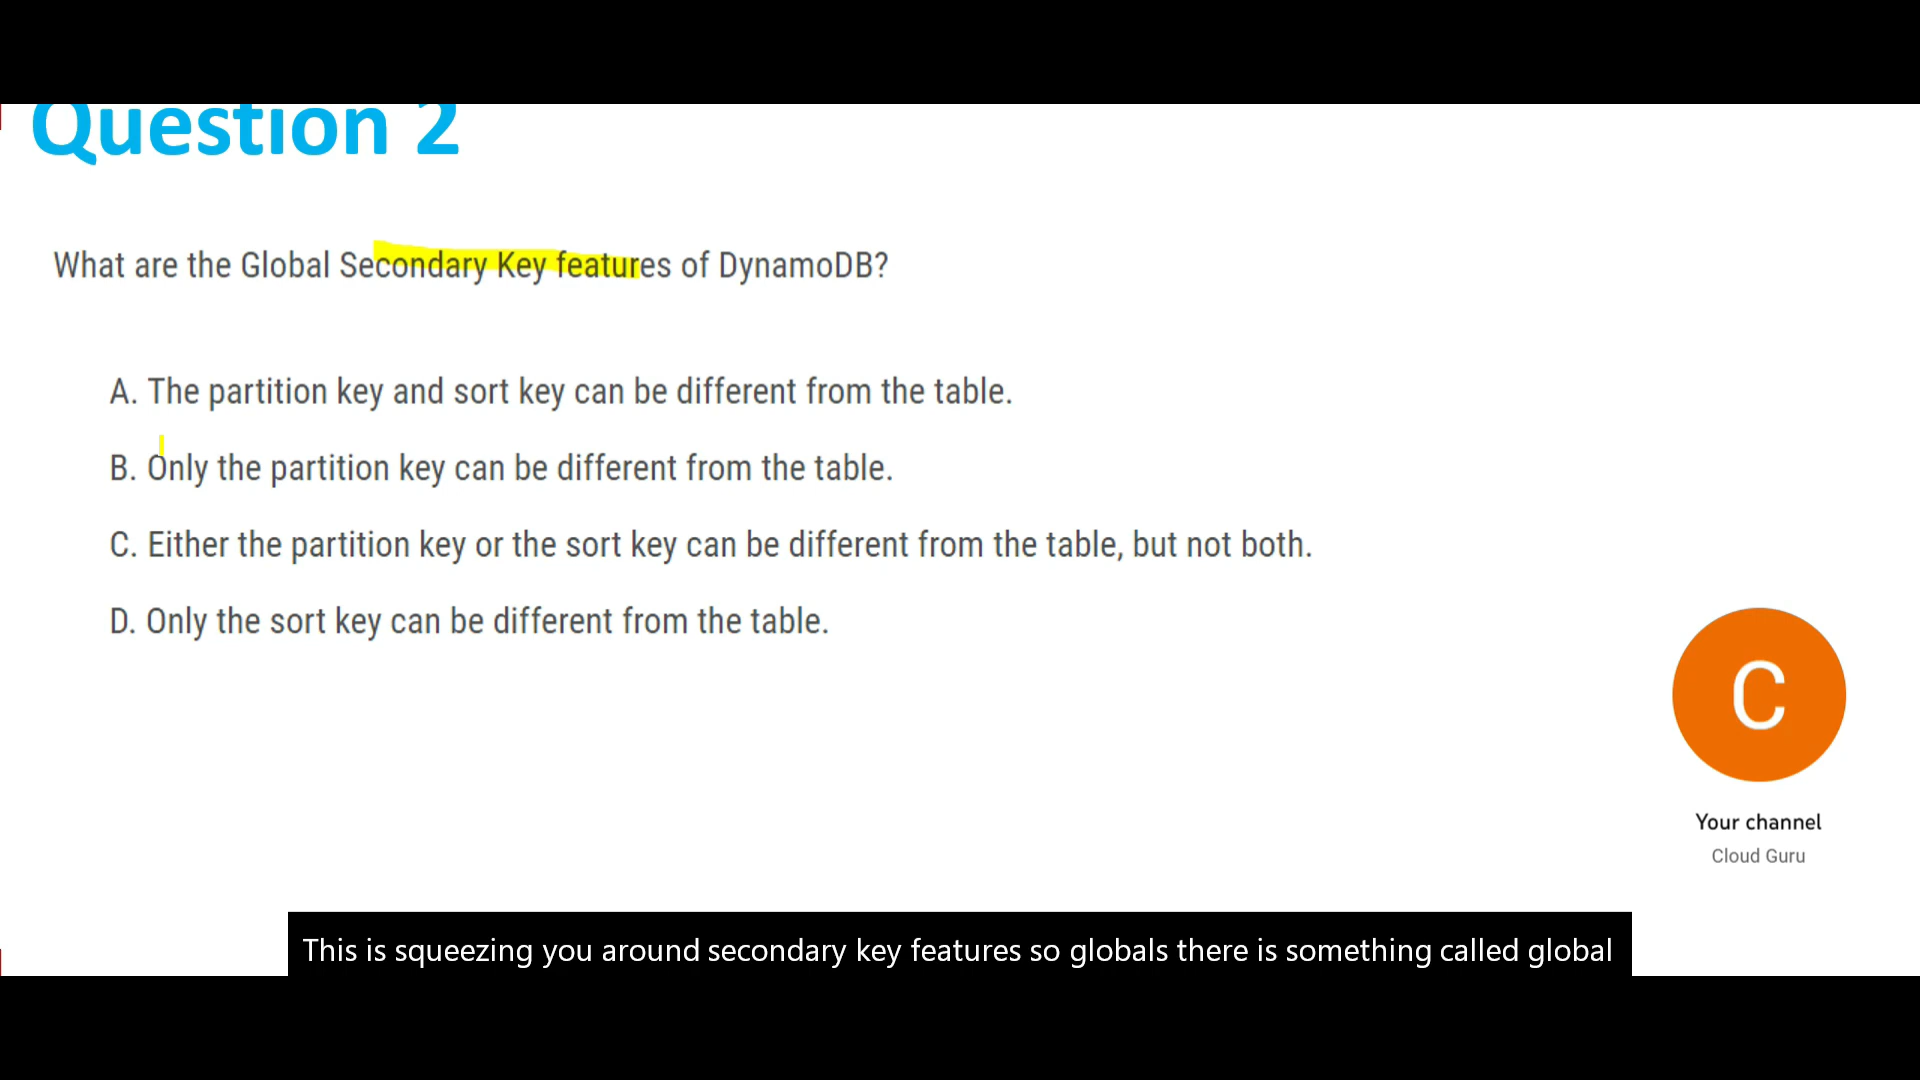 Question 2
What are the Global Secondary Key features of DynamoDB?
A. The partition key and sort key can be different from the table.
B. Only the partition key can be different from the table.
C. Either the partition key or the sort key can be different from the table, but not both.
D. Only the sort key can be different from the table.
C
Your channel
Cloud Guru
This is squeezing you around secondary key features so globals there is something called global